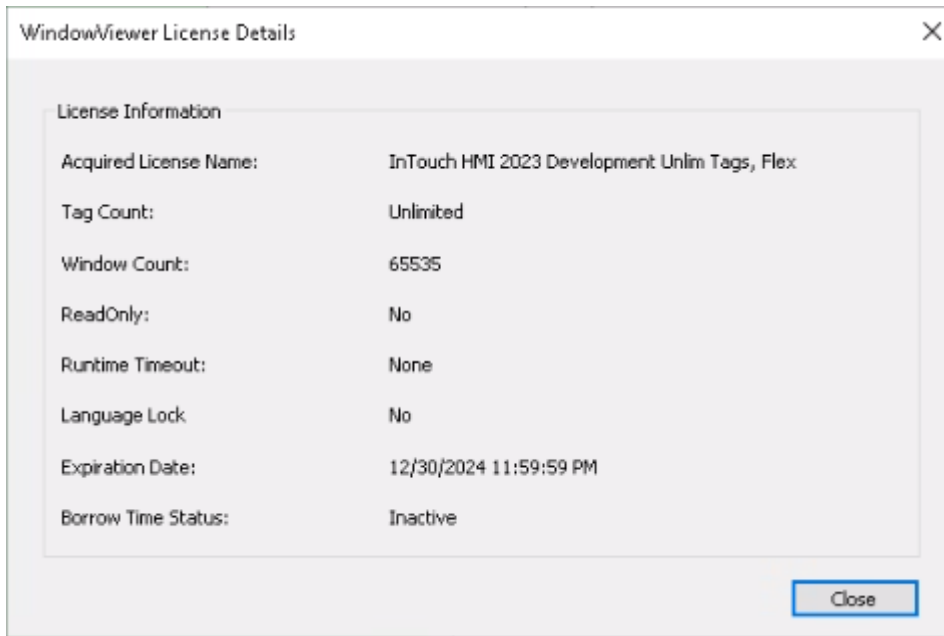 WindowViewer License Details
License Information
Acquired License Name: InTouch HMI 2023 Development Unlim Tags, Flex
Tag Count: Unlimited
Window Count: 65535
ReadOnly: No
Runtime Timeout: None
Language Lock No
Expiration Date: 12/30/2024 11:59:59 PM
Borrow Time Status: Inactive
Close